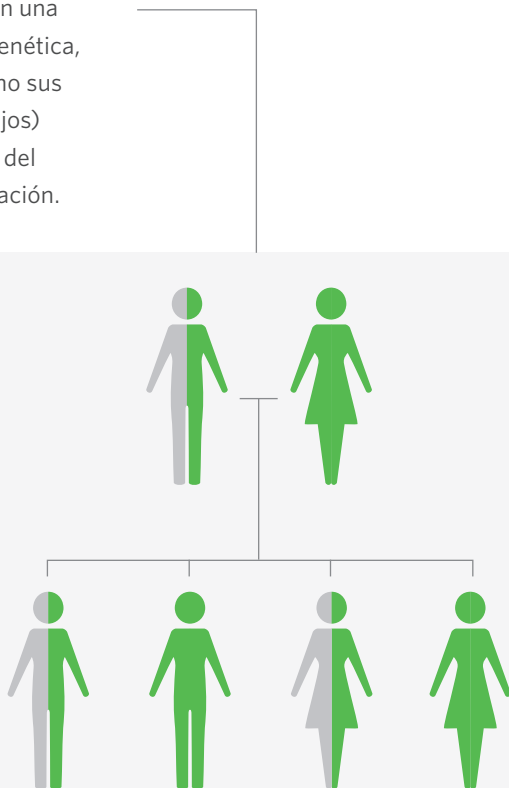 n una
enética,
no sus
jos)
del
ación.